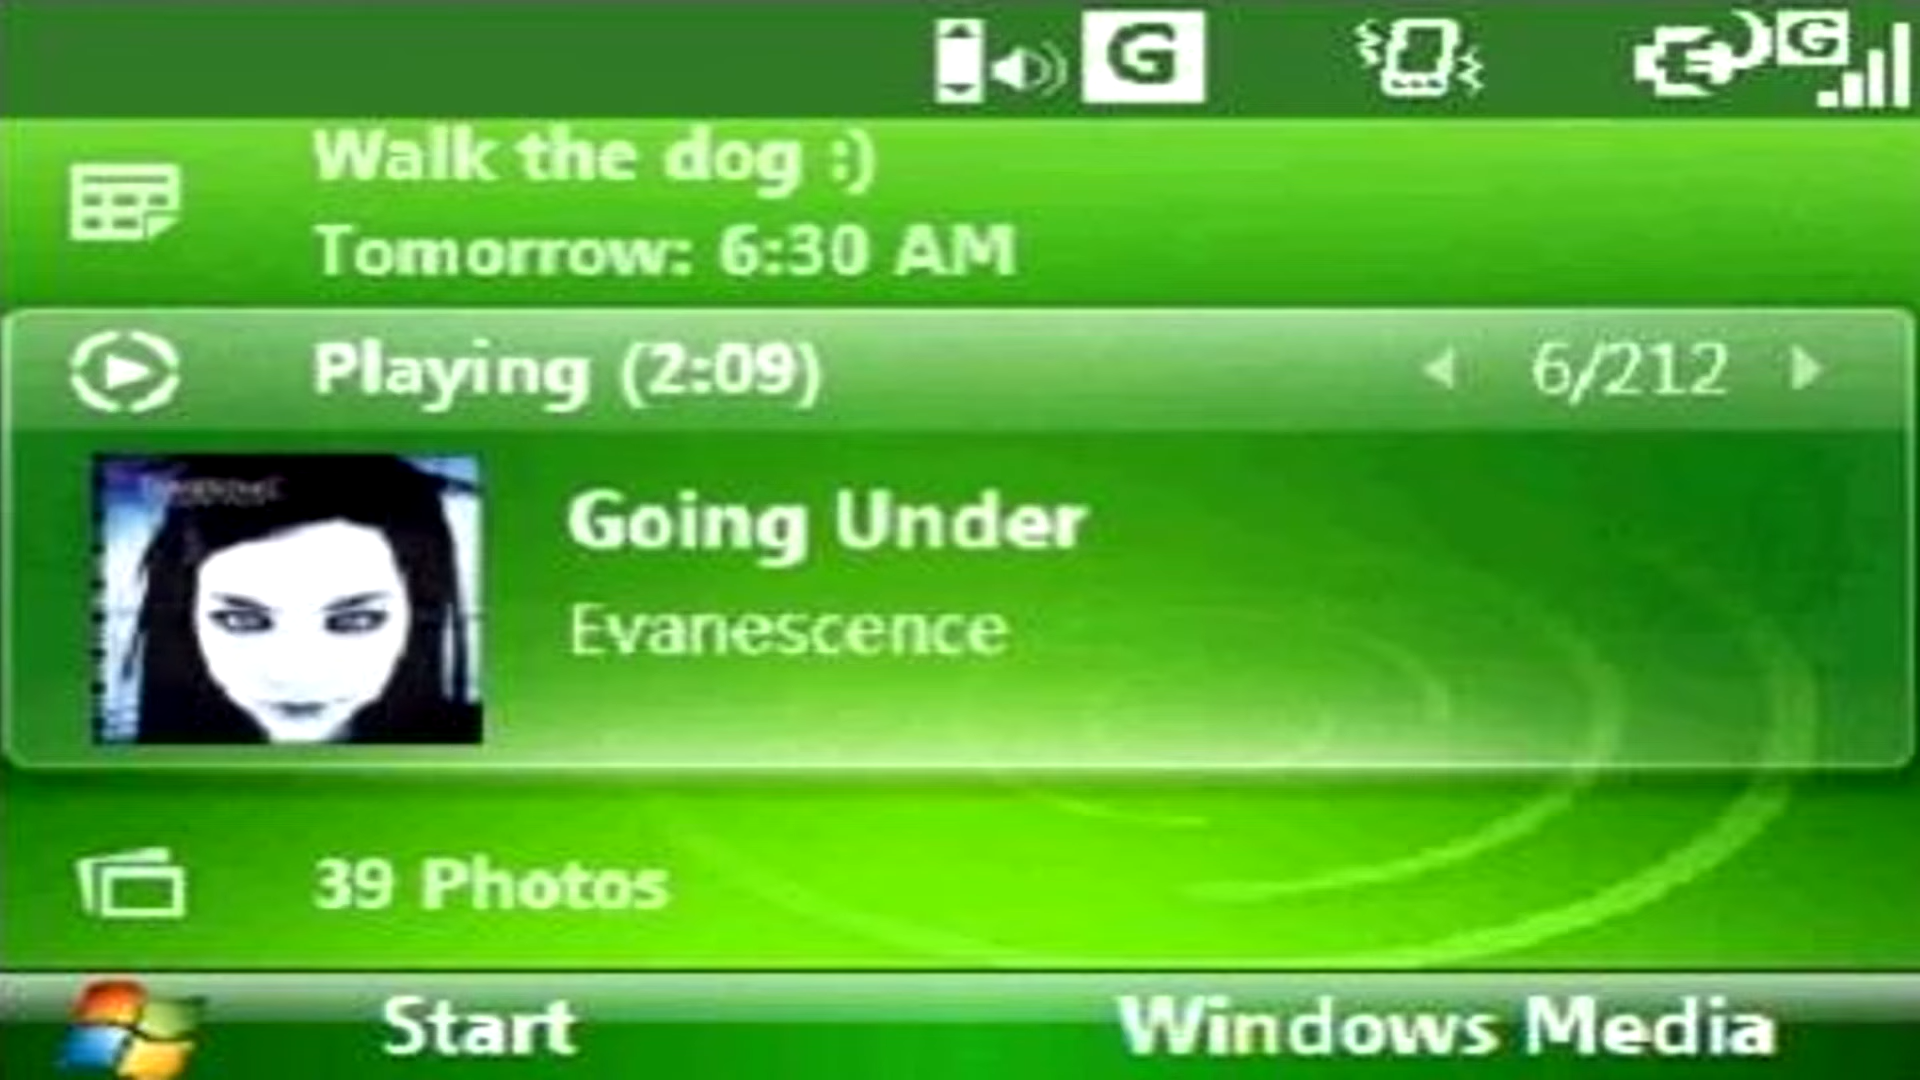 G
G
Walk the dog :)
Tomorrow: 6:30 AM
Playing (2:09)
6/212
Going Under
Evanescence
39 Photos
Start
Windows Media